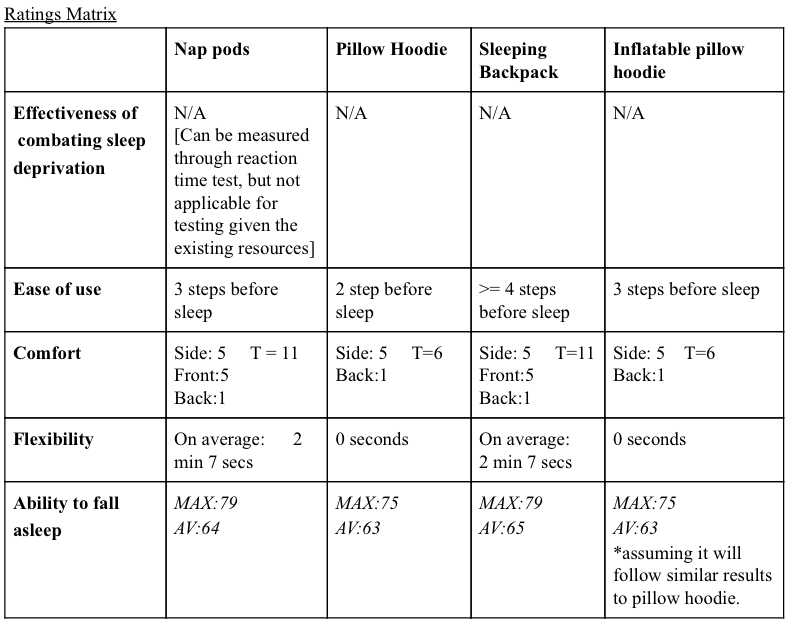 Ratings Matrix
Nap pods
Pillow Hoodie
Sleeping
Backpack
Inflatable pillow
hoodie
Effectiveness of
combating sleep
deprivation
N/A
[Can be measured
through reaction
time test, but not
applicable for
testing given the
existing resources]
N/A
N/A
N/A
Ease of use
3 steps before
sleep
2 step before
sleep
>= 4 steps
before sleep
3 steps before sleep
Comfort
Side: 5 T = 11
Front:5
Back:1
Side: 5 T=6
Back:1
Side: 5 T=11
Front:5
Back:1
Side: 5 T=6
Back:1
Flexibility
On average: 2
min 7 secs
0 seconds
On average:
2 min 7 secs
0 seconds
Ability to fall
asleep
MAX:79
AV:64
MAX:75
AV:63
MAX:79
AV:65
MAX:75
AV:63
*assuming it will
follow similar results
to pillow hoodie.